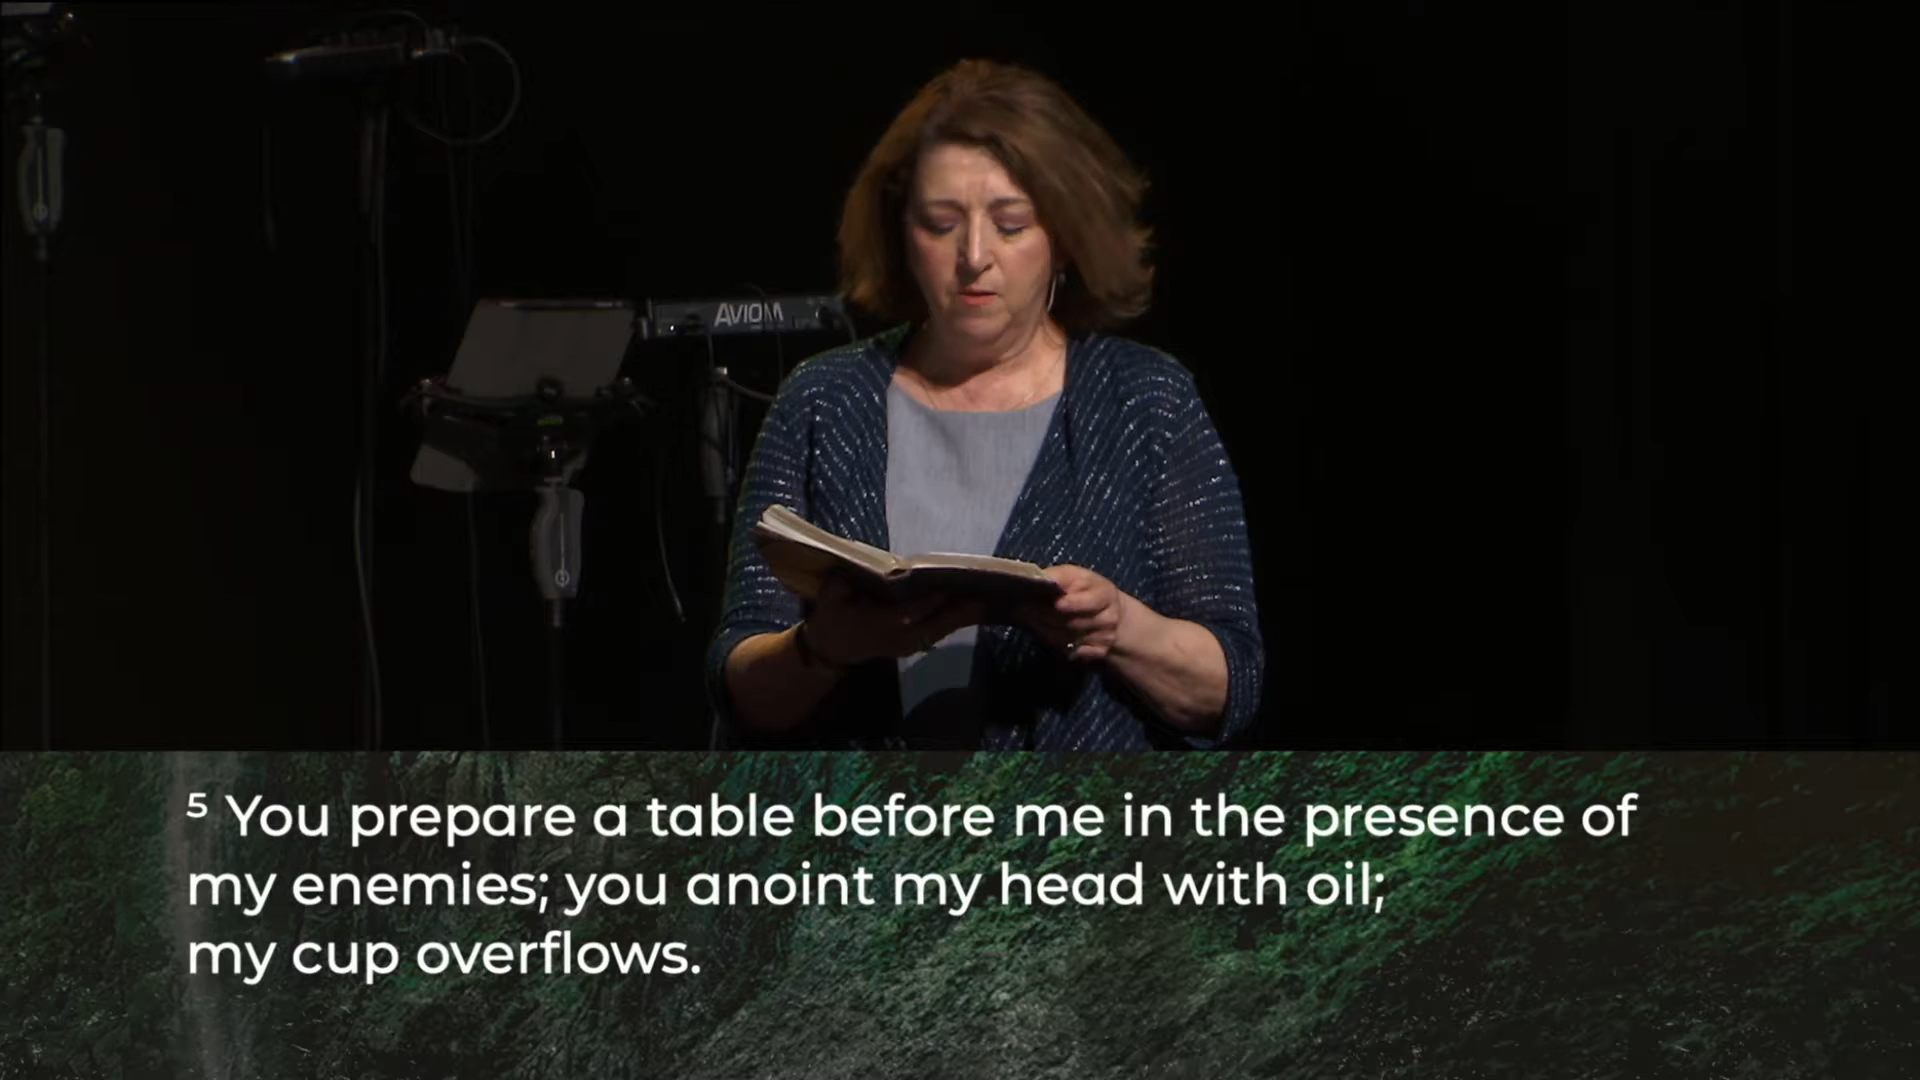 AVIOM
⁵ You prepare a table before me in the presence of
my enemies; you anoint my head with oil;
my cup overflows.